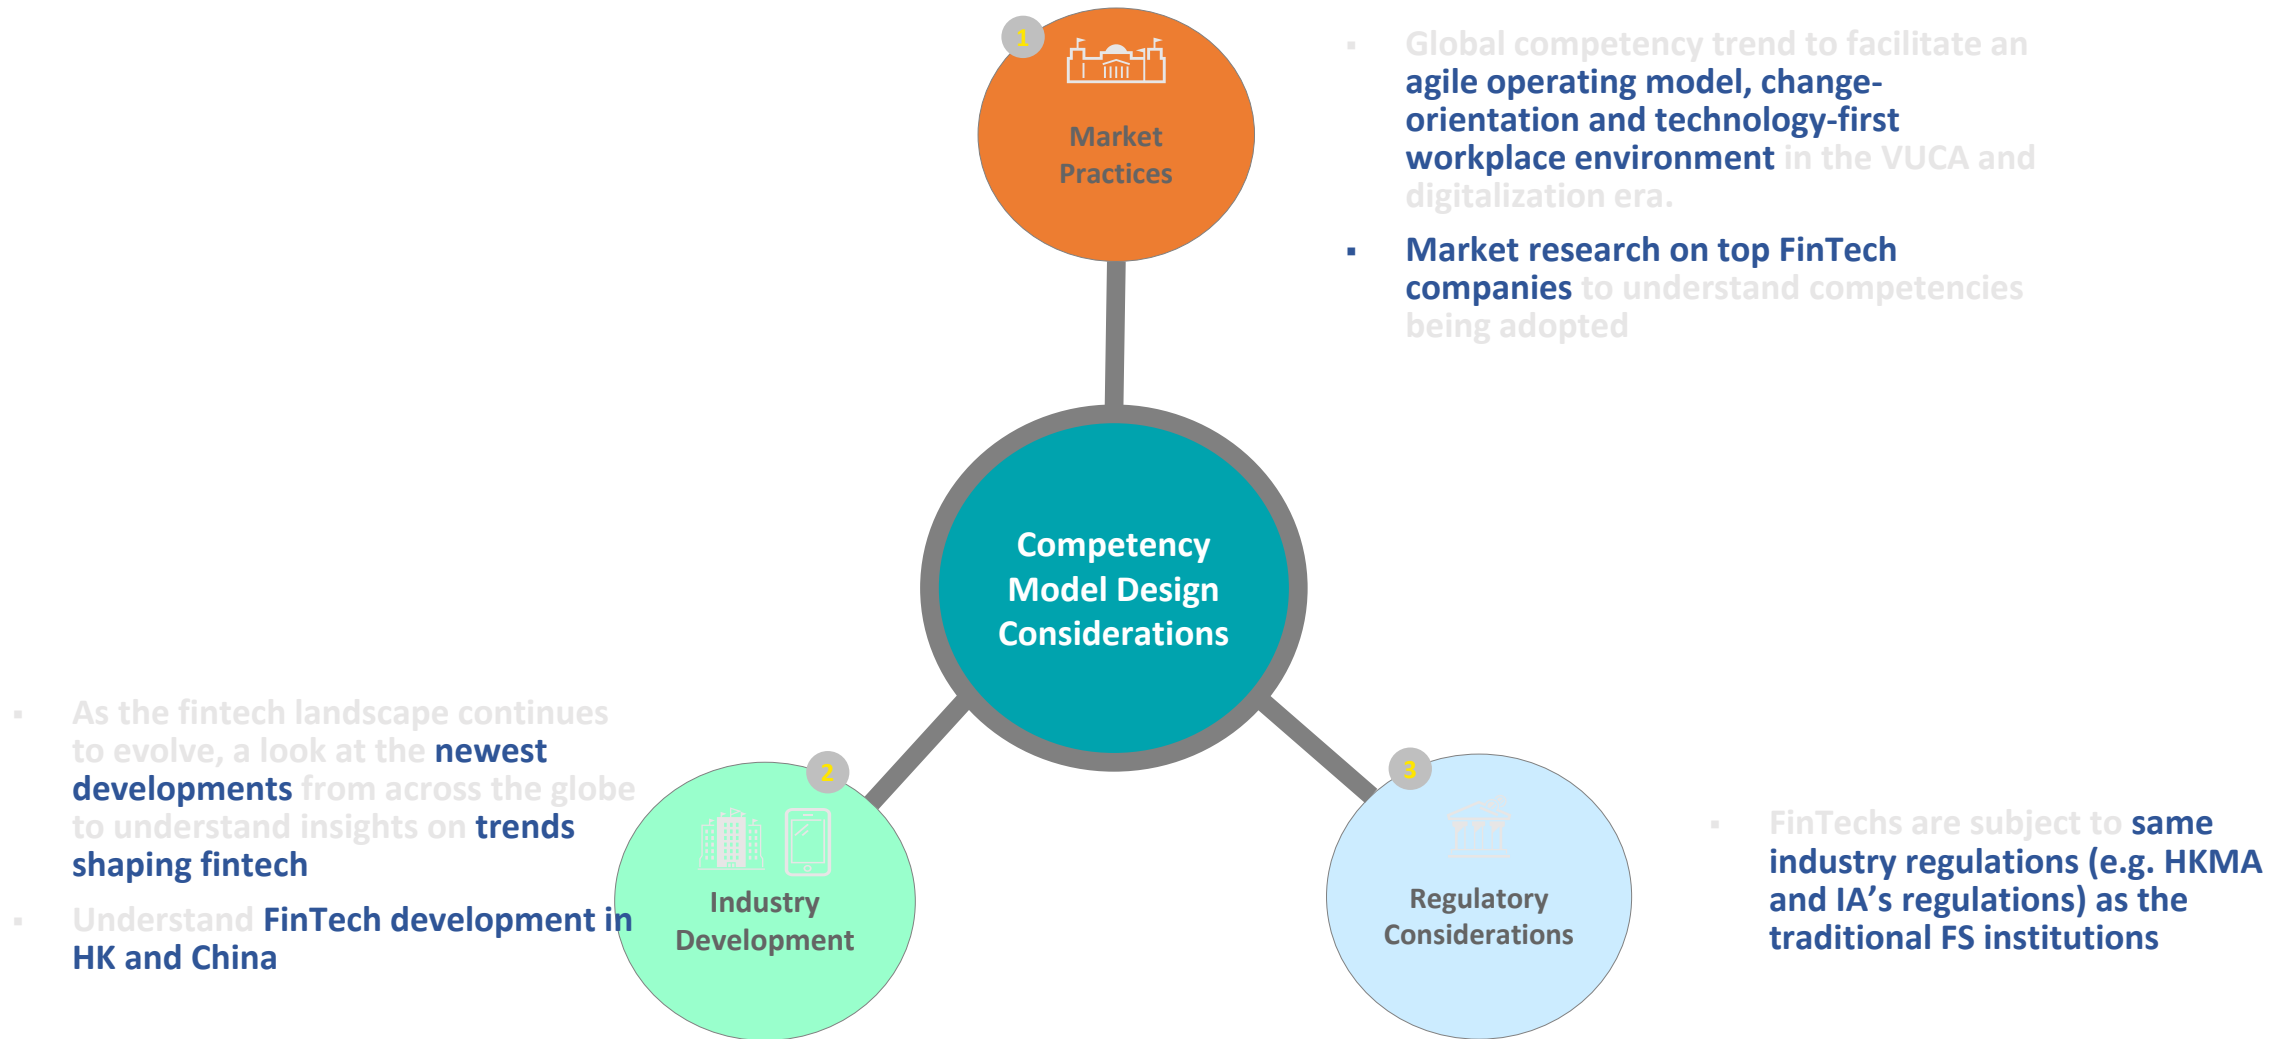 1
Market
Practices
▪ Global competency trend to facilitate an
agile operating model, change-
orientation and technology-first
workplace environment in the VUCA and
digitalization era.
▪ Market research on top FinTech
companies to understand competencies
being adopted
Competency
Model Design
Considerations
▪ As the fintech landscape continues
to evolve, a look at the newest
developments from across the globe
to understand insights on trends
shaping fintech
▪ Understand FinTech development in
HK and China
2
Industry
Development
3
Regulatory
Considerations
▪ FinTechs are subject to same
industry regulations (e.g. HKMA
and IA’s regulations) as the
traditional FS institutions